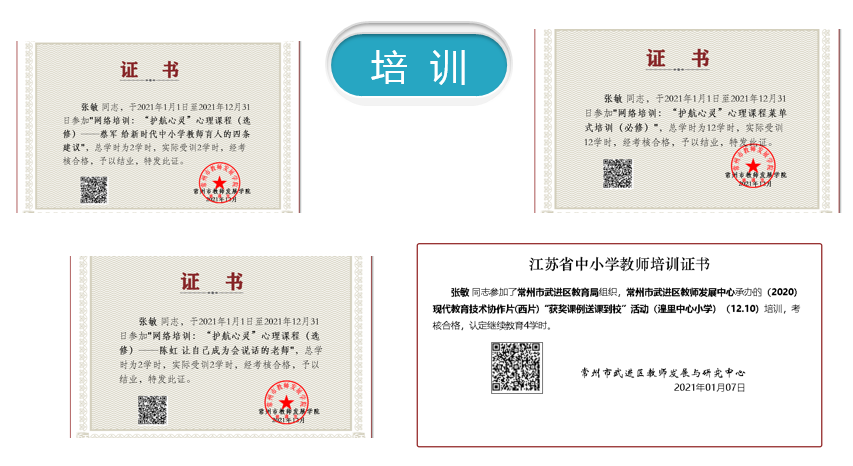 培 训
证 书
张敏 同志，于2021年1月1日至2021年12月31
日参加"网络培训：“护航心灵”心理课程（选
修）——蔡军 给新时代中小学教师育人的四条
建议"，总学时为2学时，实际受训2学时，经考
核合格，予以结业，特发此证。
常州市教师发展学院
2021年12月
证 书
张敏 同志，于2021年1月1日至2021年12月31
日参加"网络培训：“护航心灵”心理课程菜单
式培训（必修）"，总学时为12学时，实际受训
12学时，经考核合格，予以结业，特发此证。
常州市教师发展学院
2021年12月
证 书
张敏 同志，于2021年1月1日至2021年12月31
日参加"网络培训：“护航心灵”心理课程（选
修）——陈虹 让自己成为会说话的老师"，总学
时为2学时，实际受训2学时，经考核合格，予以
结业，特发此证。
常州市教师发展学院
2021年12月
江苏省中小学教师培训证书
张敏 同志参加了常州市武进区教育局组织，常州市武进区教师发展中心承办的（2020）
现代教育技术协作片(西片)“获奖课例送课到校”活动（湟里中心小学）（12.10）培训，考
核合格，认定继续教育4学时。
常州市武进区教师发展与研究中心
2021年01月07日